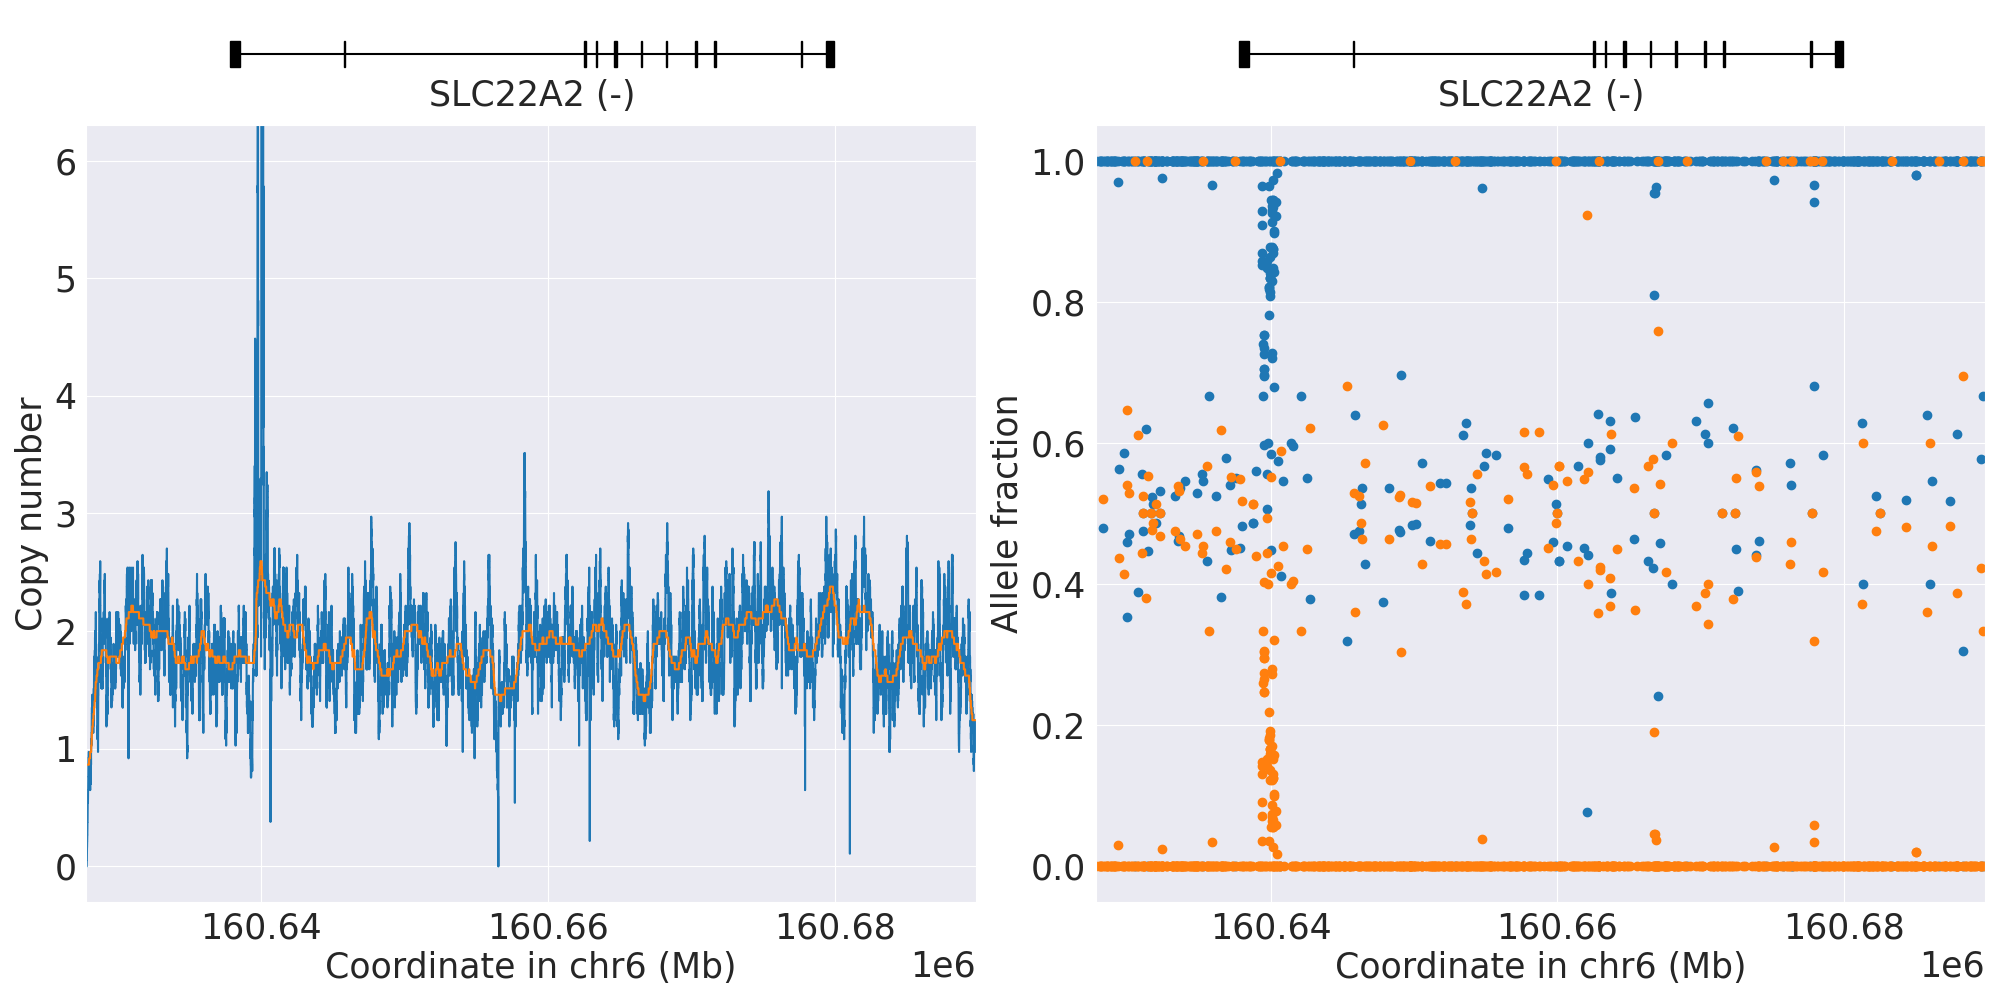 SLC22A2 (-)
6
5
4
3
2
1
0
Copy number
160.64
160.66
160.68
Coordinate in chr6 (Mb)
1e6
SLC22A2 (-)
1.0
0.8
0.6
0.4
0.2
0.0
Allele fraction
160.64
160.66
160.68
Coordinate in chr6 (Mb)
1e6